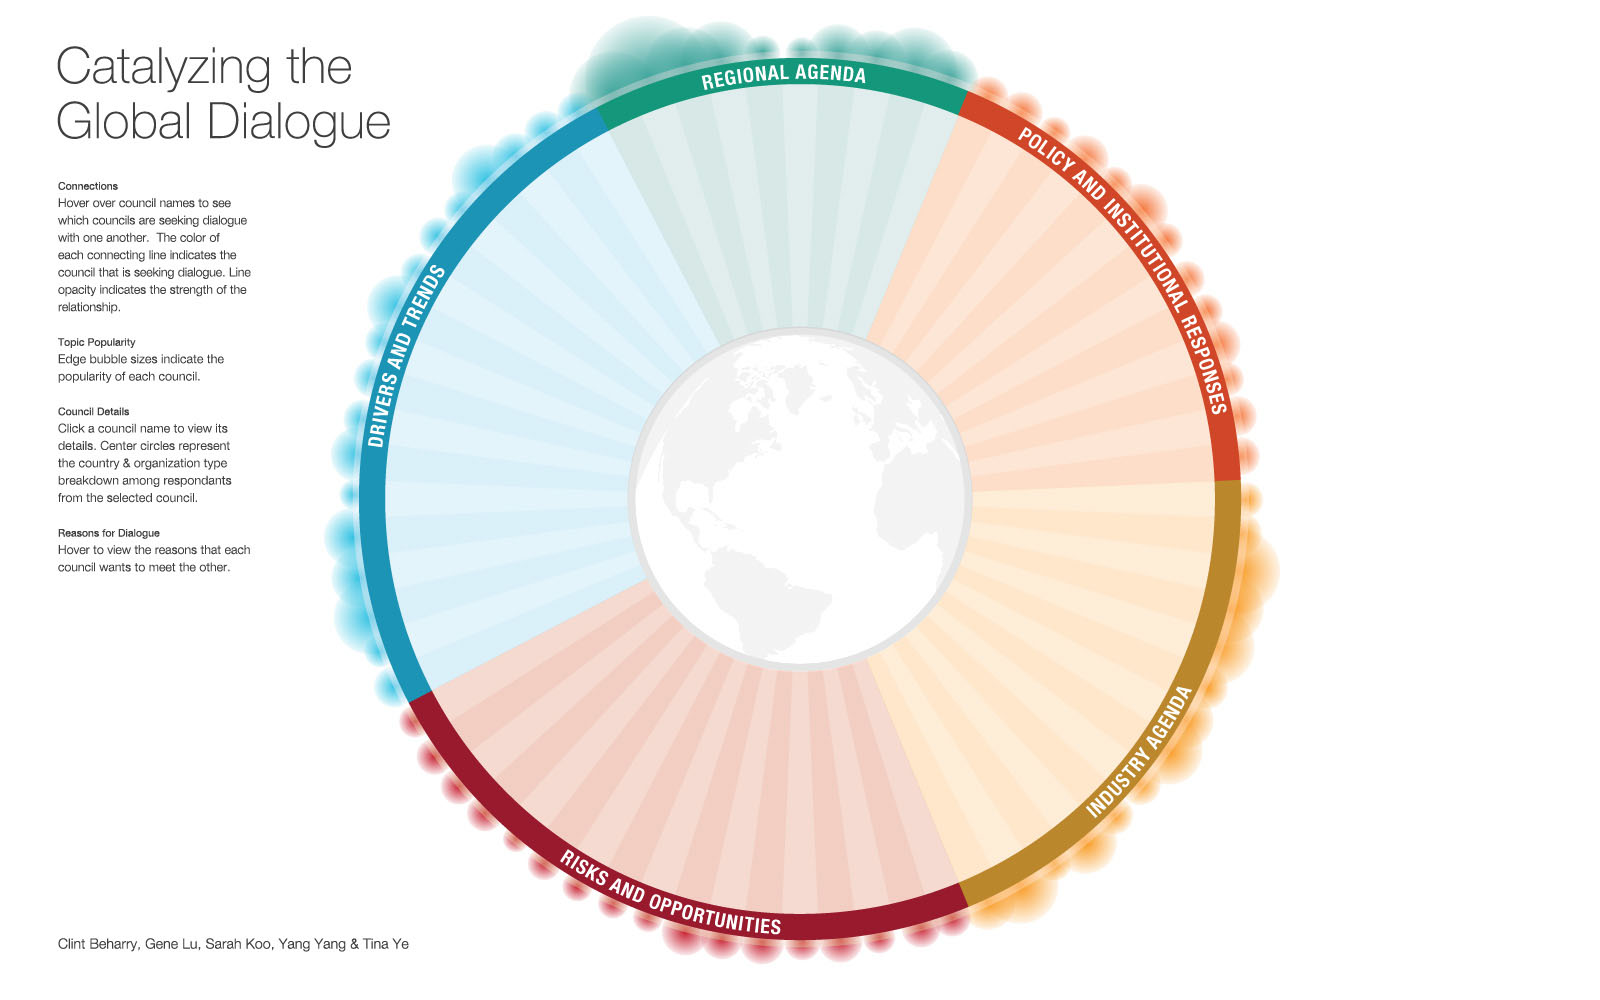 Catalyzing the
Global Dialogue
Connections
Hover over council names to see
which councils are seeking dialogue
with one another. The color of
each connecting line indicates the
council that is seeking dialogue. Line
opacity indicates the strength of the
relationship.
Topic Popularity
Edge bubble sizes indicate the
popularity of each council.
Council Details
Click a council name to view its
details. Center circles represent
the country & organization type
breakdown among respondants
from the selected council.
Reasons for Dialogue
Hover to view the reasons that each
council wants to meet the other.
REGIONAL AGENDA
POLICY AND INSTITUTIONAL RESPONSES
DRIVERS AND TRENDS
INDUSTRY AGENDA
RISKS AND OPPORTUNITIES
Clint Beharry, Gene Lu, Sarah Koo, Yang Yang & Tina Ye